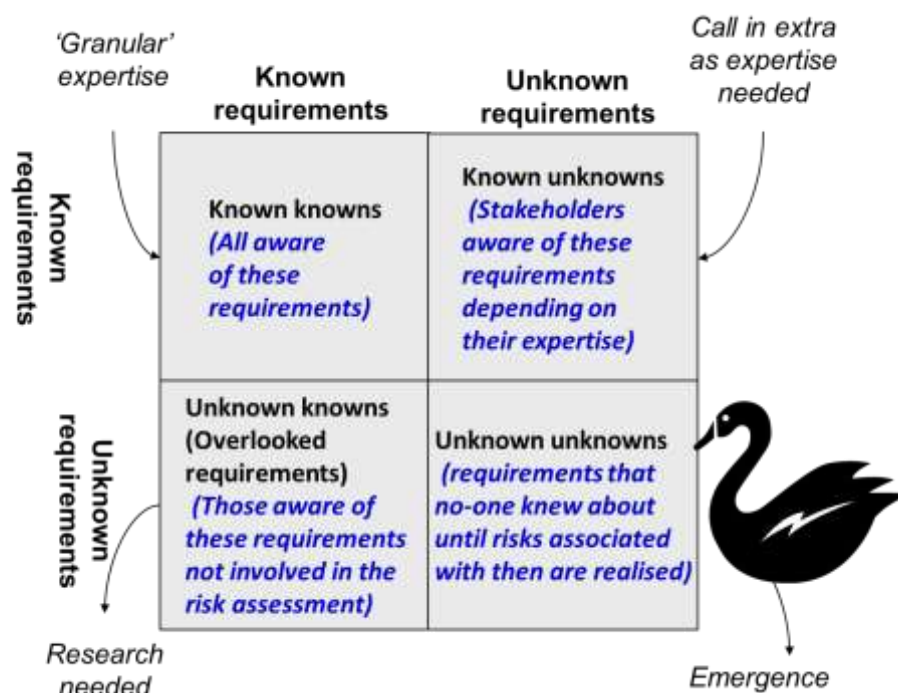 ‘Granular’
expertise
Call in extra
as expertise
needed
Known
requirements
Unknown
requirements
Known
requirements
Known knowns
(All aware
of these
requirements)
Known unknowns
(Stakeholders
aware of these
requirements
depending on
their expertise)
Unknown
requirements
Unknown knowns
(Overlooked
requirements)
(Those aware of
these requirements
not involved in the
risk assessment)
Unknown unknowns
(requirements that
no-one knew about
until risks associated
with then are realised)
Research
needed
Emergence